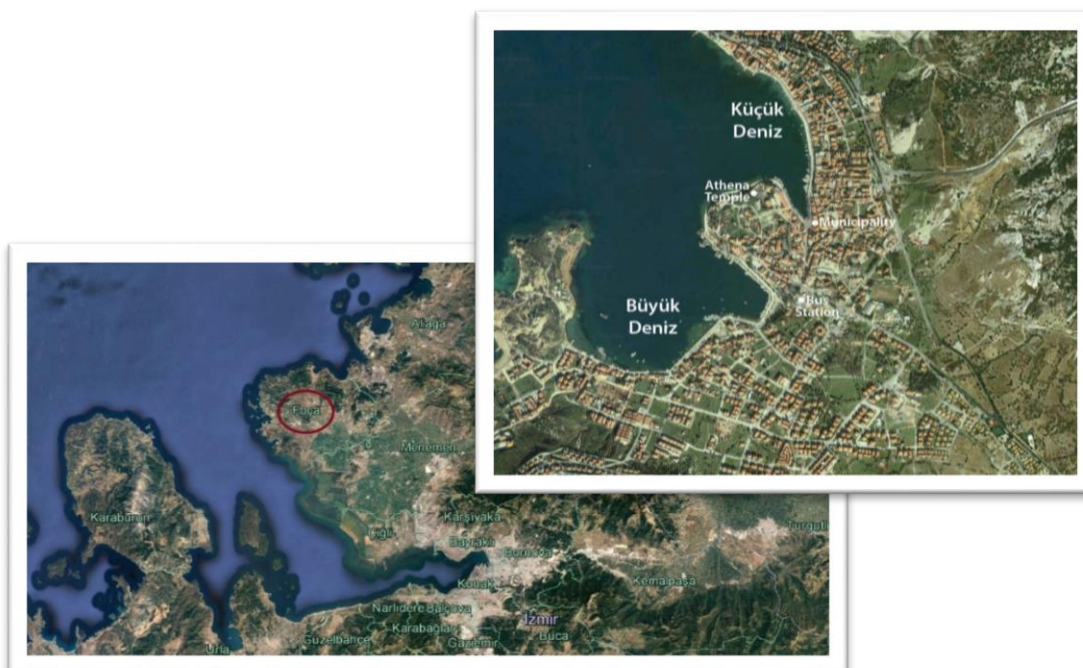 Küçük
Deniz
Athena
Temple
Municipality
Büyük
Deniz
Bus
Station
Aliağa
Foça
Menemen
Karaburun
Çiğli
Karşıyaka
Bayraklı
Bornova
Turgutlu
Konak
Kemalpaşa
Narlıdere Balçova
Karabağlar
İzmir
Güzelbahçe
Gaziemir
Buca
Urla